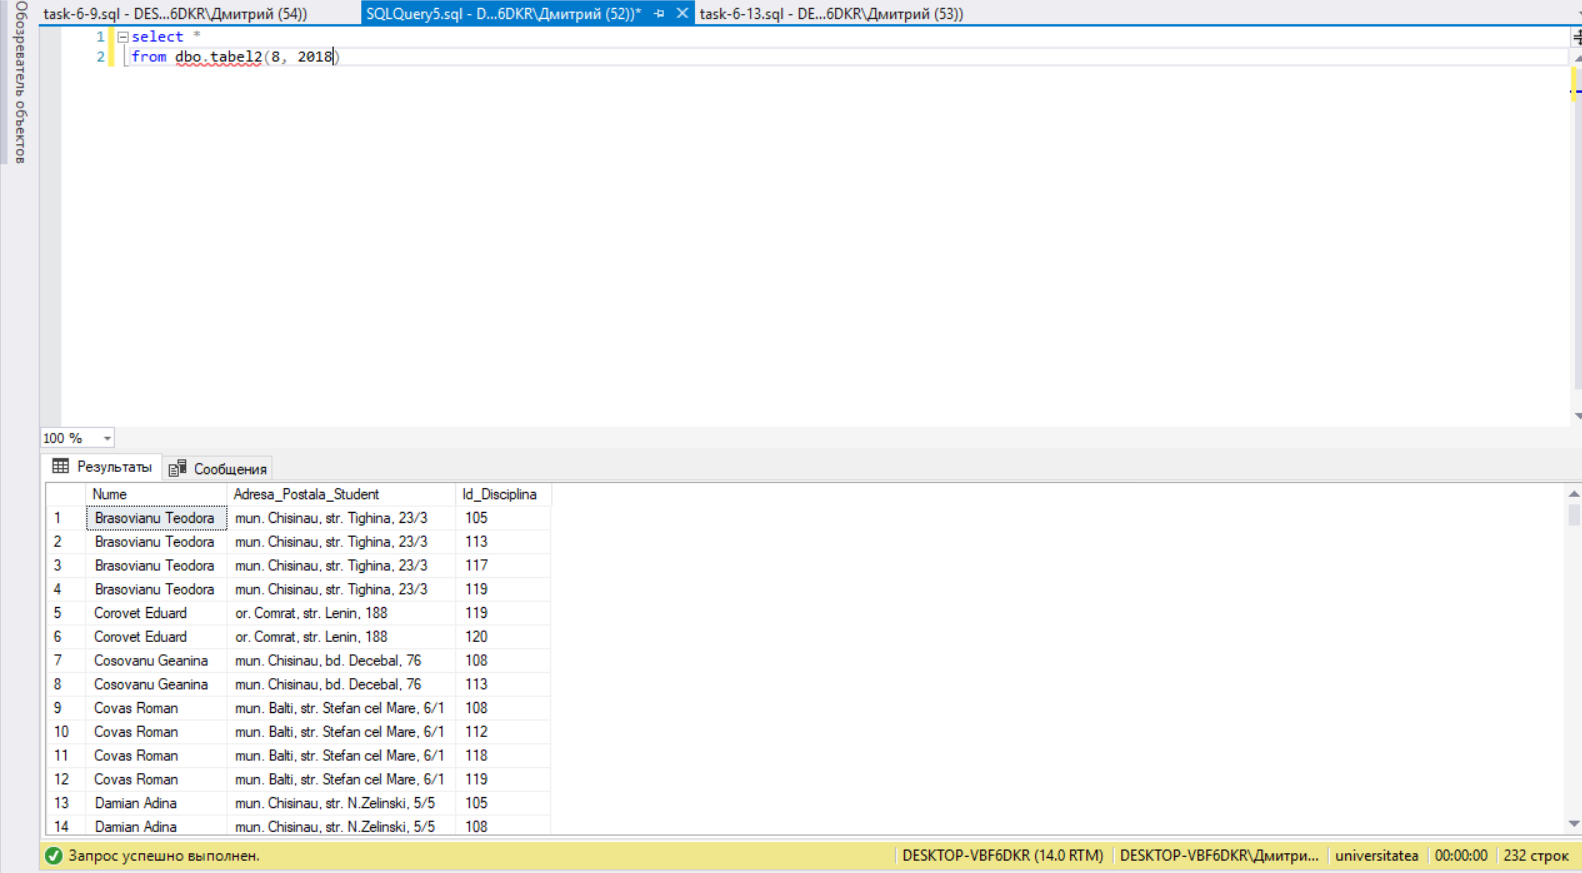 Обозреватель объектов
task-6-9.sql - DES...6DKR\Дмитрий (54))
SQLQuery5.sql - D...6DKR\Дмитрий (52))*
task-6-13.sql - DE...6DKR\Дмитрий (53))
1 select *
2 from dbo.tabel2(8, 2018)
100 %
Результаты Сообщения
Nume Adresa_Postala_Student Id_Disciplina
1 Brasovianu Teodora mun. Chisinau, str. Tighina, 23/3 105
2 Brasovianu Teodora mun. Chisinau, str. Tighina, 23/3 113
3 Brasovianu Teodora mun. Chisinau, str. Tighina, 23/3 117
4 Brasovianu Teodora mun. Chisinau, str. Tighina, 23/3 119
5 Corovet Eduard or. Comrat, str. Lenin, 188 119
6 Corovet Eduard or. Comrat, str. Lenin, 188 120
7 Cosovanu Geanina mun. Chisinau, bd. Decebal, 76 108
8 Cosovanu Geanina mun. Chisinau, bd. Decebal, 76 113
9 Covas Roman mun. Balti, str. Stefan cel Mare, 6/1 108
10 Covas Roman mun. Balti, str. Stefan cel Mare, 6/1 112
11 Covas Roman mun. Balti, str. Stefan cel Mare, 6/1 118
12 Covas Roman mun. Balti, str. Stefan cel Mare, 6/1 119
13 Damian Adina mun. Chisinau, str. N.Zelinski, 5/5 105
14 Damian Adina mun. Chisinau, str. N.Zelinski, 5/5 108
Запрос успешно выполнен. DESKTOP-VBF6DKR (14.0 RTM) DESKTOP-VBF6DKR\Дмитри... universitatea 00:00:00 232 строк